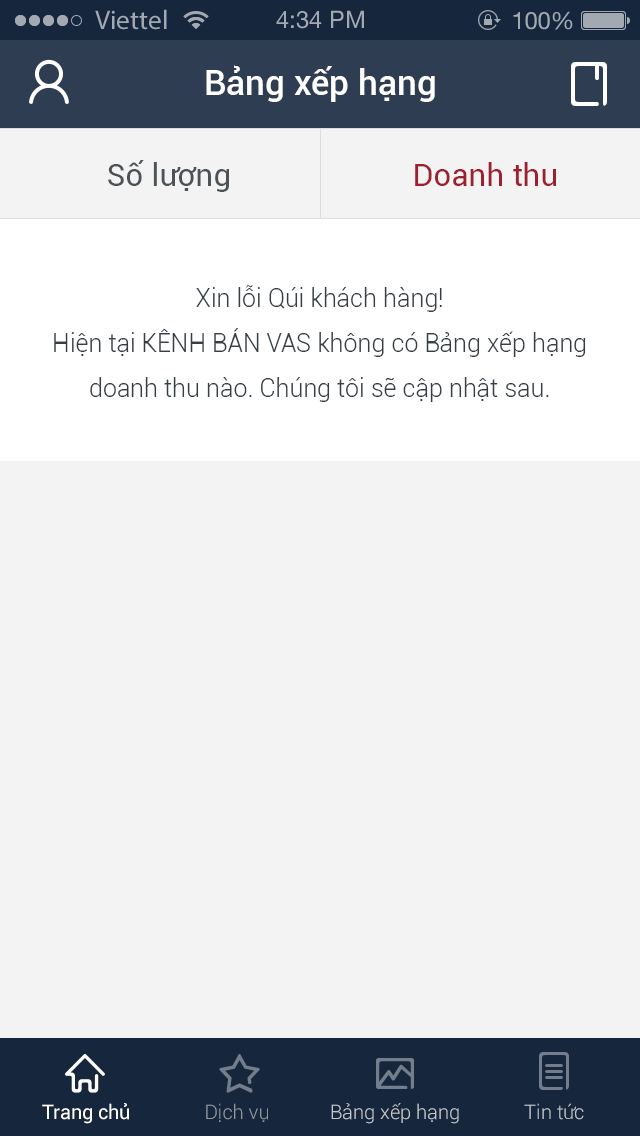 Viettel 4:34 PM 100%
Bảng xếp hạng
Số lượng Doanh thu
Xin lỗi Qúi khách hàng!
Hiện tại KÊNH BÁN VAS không có Bảng xếp hạng
doanh thu nào. Chúng tôi sẽ cập nhật sau.
Trang chủ Dịch vụ Bảng xếp hạng Tin tức